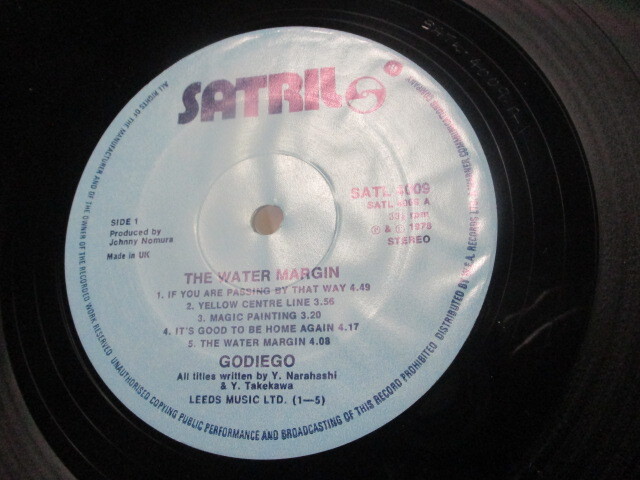 SATRIL
SATL 4009
SATL 4009 A
33⅓ rpm
Ⓟ & Ⓒ 1978
STEREO
SIDE 1
Produced by
Johnny Nomura
Made in UK
THE WATER MARGIN
1. IF YOU ARE PASSING BY THAT WAY 4.49
2. YELLOW CENTRE LINE 3.56
3. MAGIC PAINTING 3.20
4. IT'S GOOD TO BE HOME AGAIN 4.17
5. THE WATER MARGIN 4.08
GODIEGO
All titles written by Y. Narahashi
& Y. Takekawa
LEEDS MUSIC LTD. (1—5)
ALL RIGHTS OF THE MANUFACTURER AND OF THE OWNER OF THE RECORDED WORK RESERVED. UNAUTHORISED COPYING PUBLIC PERFORMANCE AND BROADCASTING OF THIS RECORD PROHIBITED DISTRIBUTED BY RECORDS LTD.